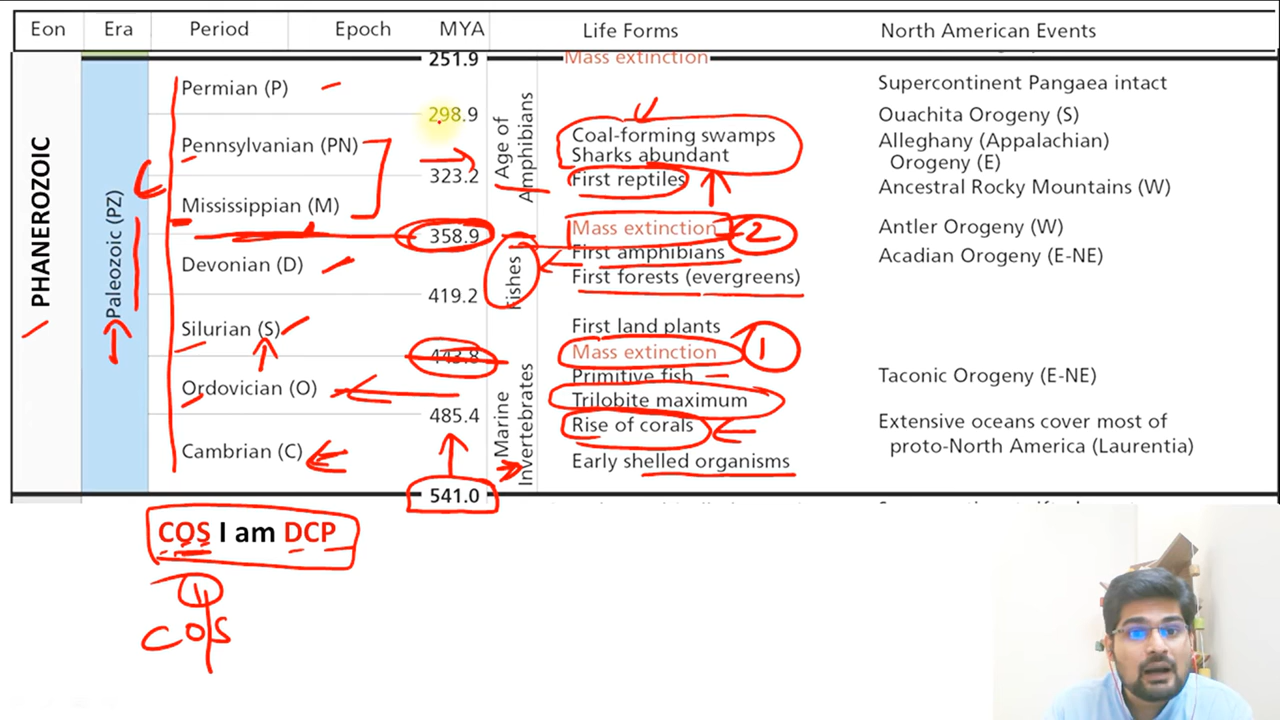 Eon Era Period Epoch MYA Life Forms North American Events
251.9 Mass extinction
PHANEROZOIC
Paleozoic (PZ)
Permian (P)
298.9
Pennsylvanian (PN)
323.2
Mississippian (M)
358.9
Devonian (D)
419.2
Silurian (S)
443.8
Ordovician (O)
485.4
Cambrian (C)
541.0
Age of
Amphibians
Fishes
Marine
Invertebrates
Coal-forming swamps
Sharks abundant
First reptiles
Mass extinction 2
First amphibians
First forests (evergreens)
First land plants
Mass extinction 1
Primitive fish
Trilobite maximum
Rise of corals
Early shelled organisms
Supercontinent Pangaea intact
Ouachita Orogeny (S)
Alleghany (Appalachian)
Orogeny (E)
Ancestral Rocky Mountains (W)
Antler Orogeny (W)
Acadian Orogeny (E-NE)
Taconic Orogeny (E-NE)
Extensive oceans cover most of
proto-North America (Laurentia)
COS I am DCP
1
COS